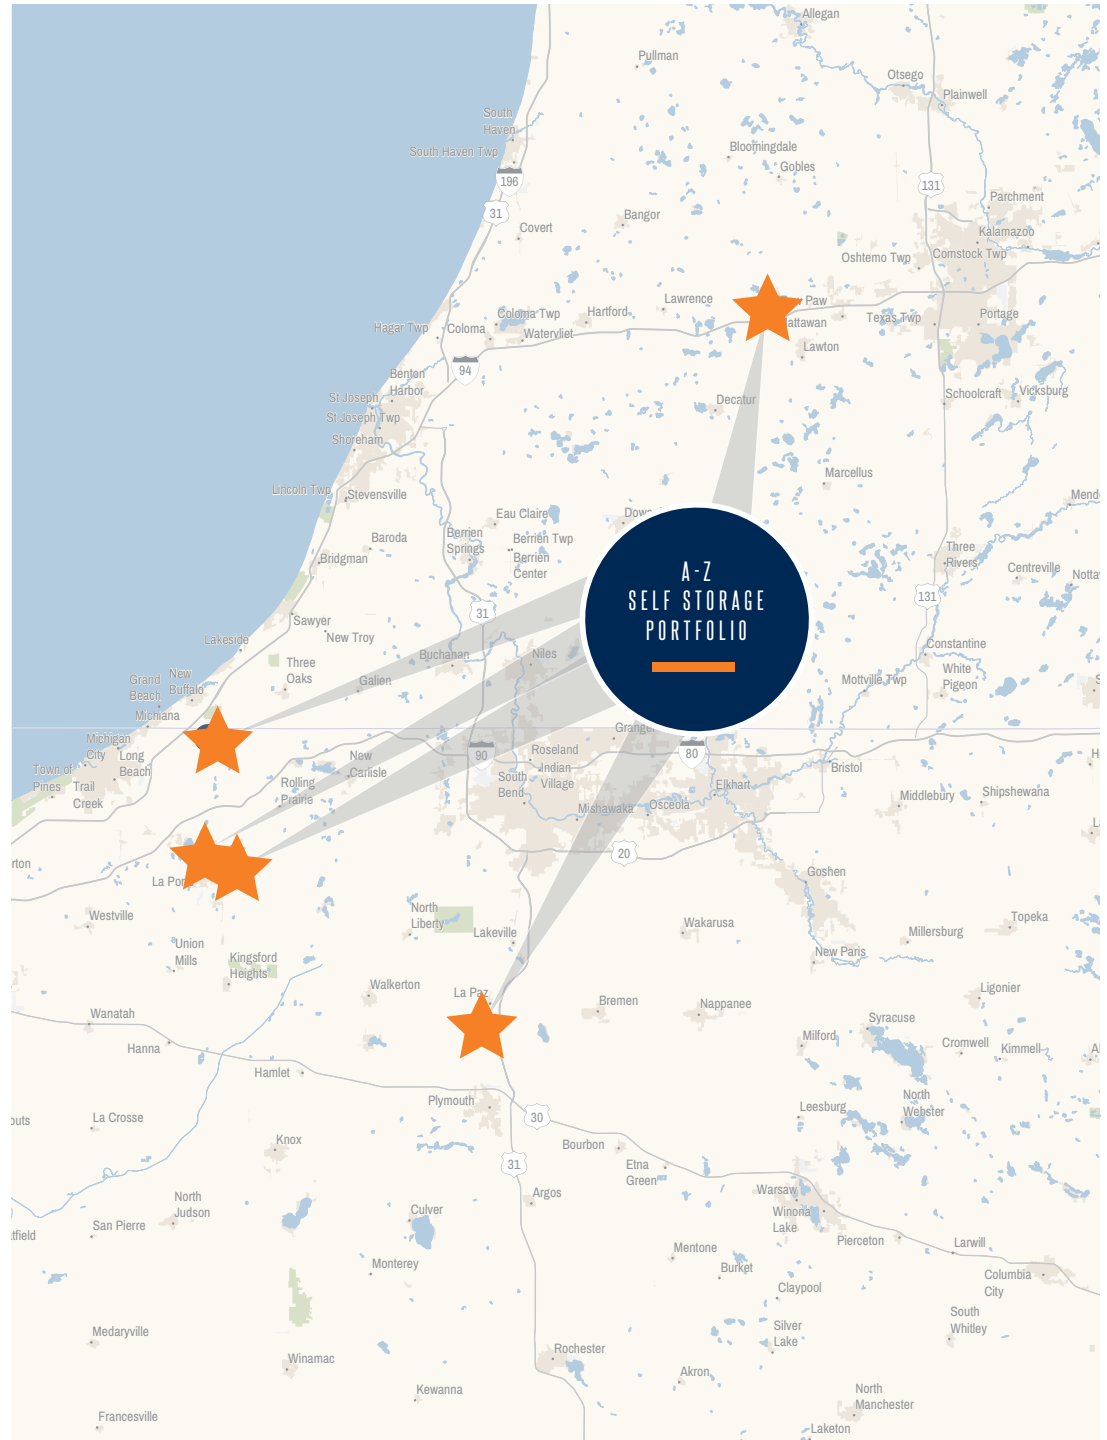 Allegan
Pullman
Otsego
Plainwell
South
Haven
South Haven Twp
Bloomingdale
Gobles
196
131
31
Parchment
Bangor
Covert
Kalamazoo
Oshtemo Twp
Comstock Twp
Lawrence
Paw
Coloma Twp
Hartford
Texas Twp
Portage
Hagar Twp
Coloma
Watervliet
Lawton
94
Benton
Harbor
St Joseph
St Joseph Twp
Shoreham
Decatur
Schoolcraft
Vicksburg
Marcellus
Lincoln Twp
Stevensville
Eau Claire
Berrien
Springs
Berrien Twp
Berrien
Center
Baroda
Bridgman
Three
Rivers
Centreville
A-Z
SELF STORAGE
PORTFOLIO
31
131
Sawyer
New Troy
Lakeside
Constantine
Three
Oaks
Buchanan
Niles
White
Pigeon
Mottville Twp
Galien
Grand
Beach
New
Buffalo
Michiana
Granger
Michigan
City
Long
Beach
90
80
Roseland
Indian
Village
New
Carlisle
Town of
Pines
Trail
Creek
Rolling
Prairie
South
Bend
Bristol
Elkhart
Middlebury
Shipshewana
Mishawaka
Osceola
20
La Por
Goshen
Westville
North
Liberty
Lakeville
Wakarusa
Topeka
Millersburg
Union
Mills
Kingsford
Heights
New Paris
Walkerton
La Paz
Bremen
Nappanee
Ligonier
Wanatah
Syracuse
Hanna
Milford
Cromwell
Kimmell
Hamlet
Plymouth
North
Webster
Leesburg
La Crosse
30
Knox
Bourbon
31
Etna
Green
Warsaw
Winona
Lake
North
Judson
Argos
Culver
San Pierre
Pierceton
Larwill
Mentone
Burket
Monterey
Columbia
City
Claypool
South
Whitley
Medaryville
Silver
Lake
Winamac
Rochester
Akron
Kewanna
North
Manchester
Francesville
Laketon